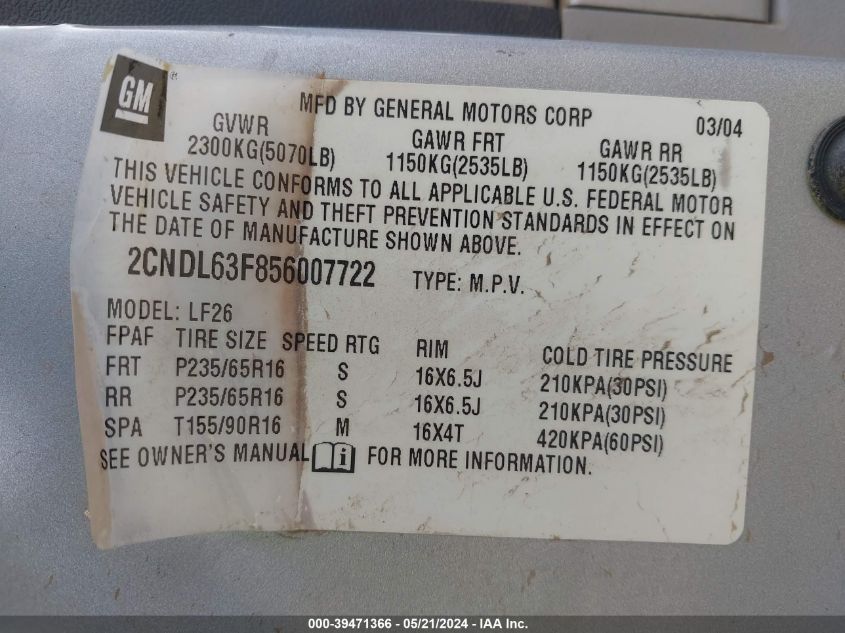 GM ®
MFD BY GENERAL MOTORS CORP 03/04
GVWR GAWR FRT GAWR RR
2300KG(5070LB) 1150KG(2535LB) 1150KG(2535LB)
THIS VEHICLE CONFORMS TO ALL APPLICABLE U.S. FEDERAL MOTOR
VEHICLE SAFETY AND THEFT PREVENTION STANDARDS IN EFFECT ON
THE DATE OF MANUFACTURE SHOWN ABOVE.
2CNDL63F856007722 TYPE: M.P.V.
MODEL: LF26
FPAF TIRE SIZE SPEED RTG RIM COLD TIRE PRESSURE
FRT P235/65R16 S 16X6.5J 210KPA(30PSI)
RR P235/65R16 S 16X6.5J 210KPA(30PSI)
SPA T155/90R16 M 16X4T 420KPA(60PSI)
SEE OWNER'S MANUAL i FOR MORE INFORMATION.
000-39471366 - 05/21/2024 - IAA Inc.